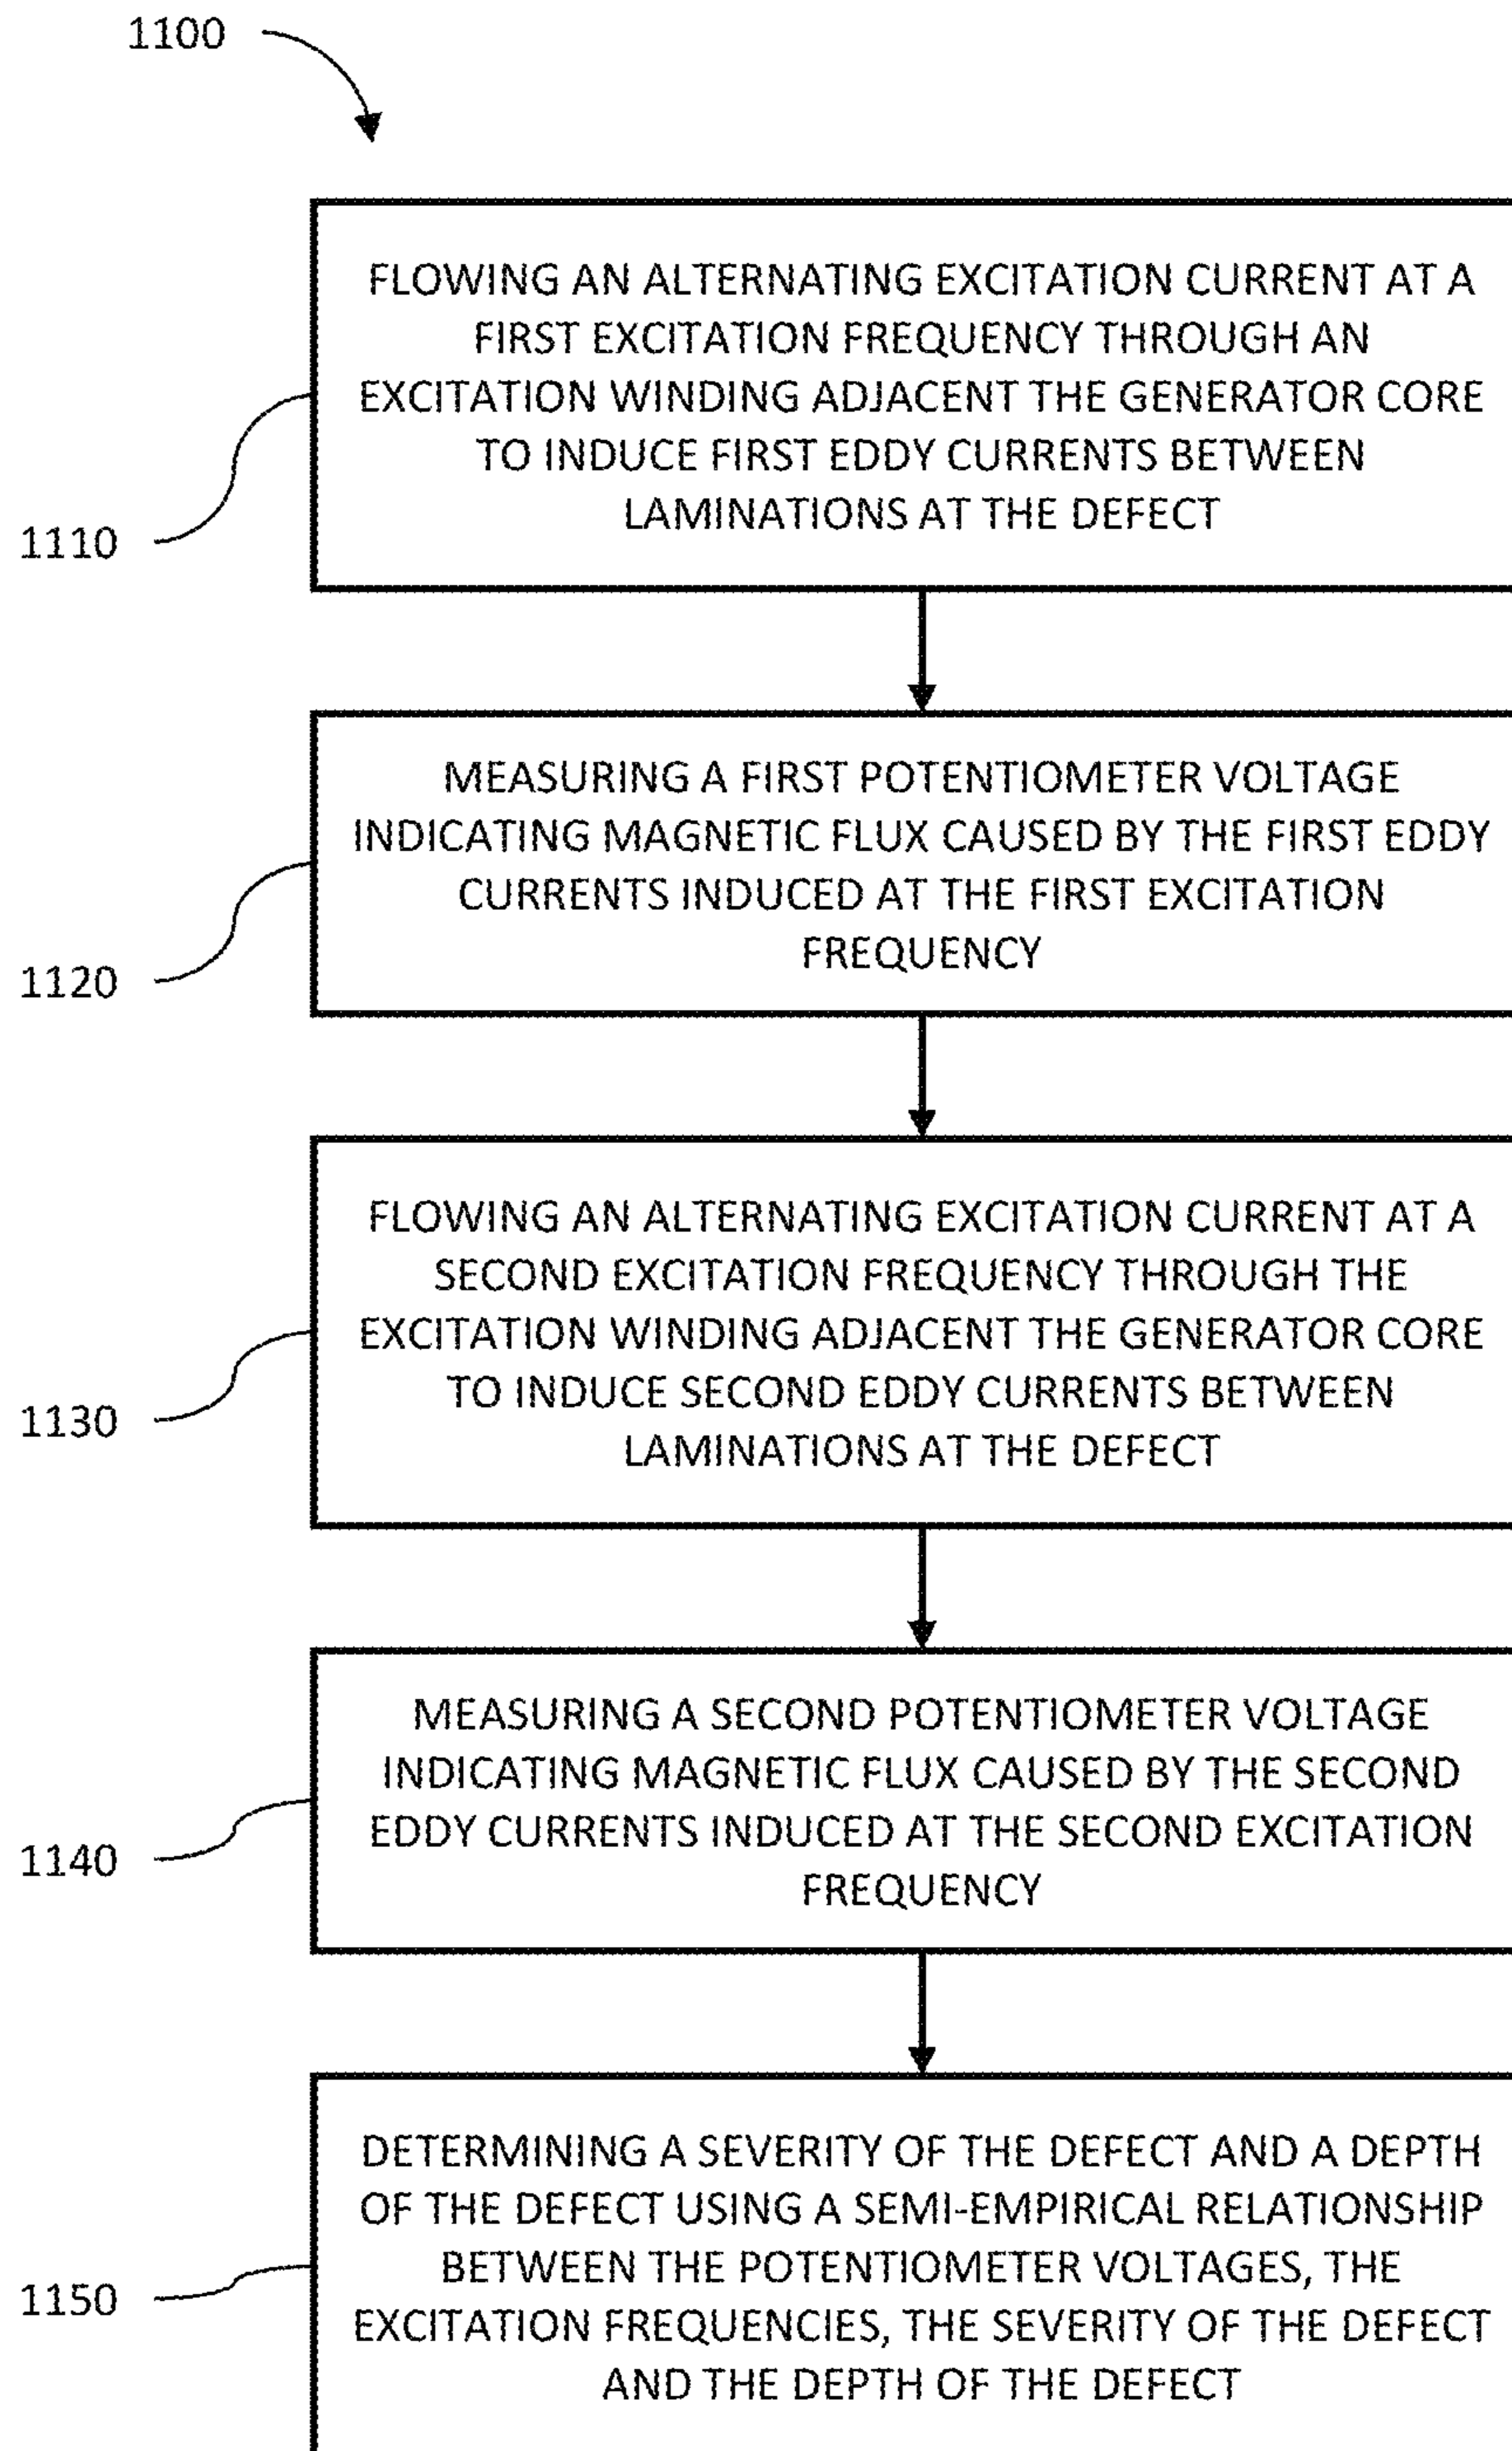 1100
FLOWING AN ALTERNATING EXCITATION CURRENT AT A
FIRST EXCITATION FREQUENCY THROUGH AN
EXCITATION WINDING ADJACENT THE GENERATOR CORE
TO INDUCE FIRST EDDY CURRENTS BETWEEN
LAMINATIONS AT THE DEFECT
1110
MEASURING A FIRST POTENTIOMETER VOLTAGE
INDICATING MAGNETIC FLUX CAUSED BY THE FIRST EDDY
CURRENTS INDUCED AT THE FIRST EXCITATION
FREQUENCY
1120
FLOWING AN ALTERNATING EXCITATION CURRENT AT A
SECOND EXCITATION FREQUENCY THROUGH THE
EXCITATION WINDING ADJACENT THE GENERATOR CORE
TO INDUCE SECOND EDDY CURRENTS BETWEEN
LAMINATIONS AT THE DEFECT
1130
MEASURING A SECOND POTENTIOMETER VOLTAGE
INDICATING MAGNETIC FLUX CAUSED BY THE SECOND
EDDY CURRENTS INDUCED AT THE SECOND EXCITATION
FREQUENCY
1140
DETERMINING A SEVERITY OF THE DEFECT AND A DEPTH
OF THE DEFECT USING A SEMI-EMPIRICAL RELATIONSHIP
BETWEEN THE POTENTIOMETER VOLTAGES, THE
EXCITATION FREQUENCIES, THE SEVERITY OF THE DEFECT
AND THE DEPTH OF THE DEFECT
1150